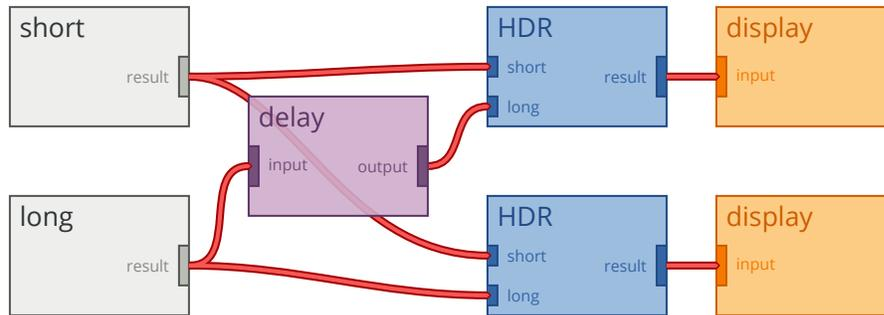 short
result
HDR
short
long
result
display
input
delay
input
output
long
result
HDR
short
long
result
display
input